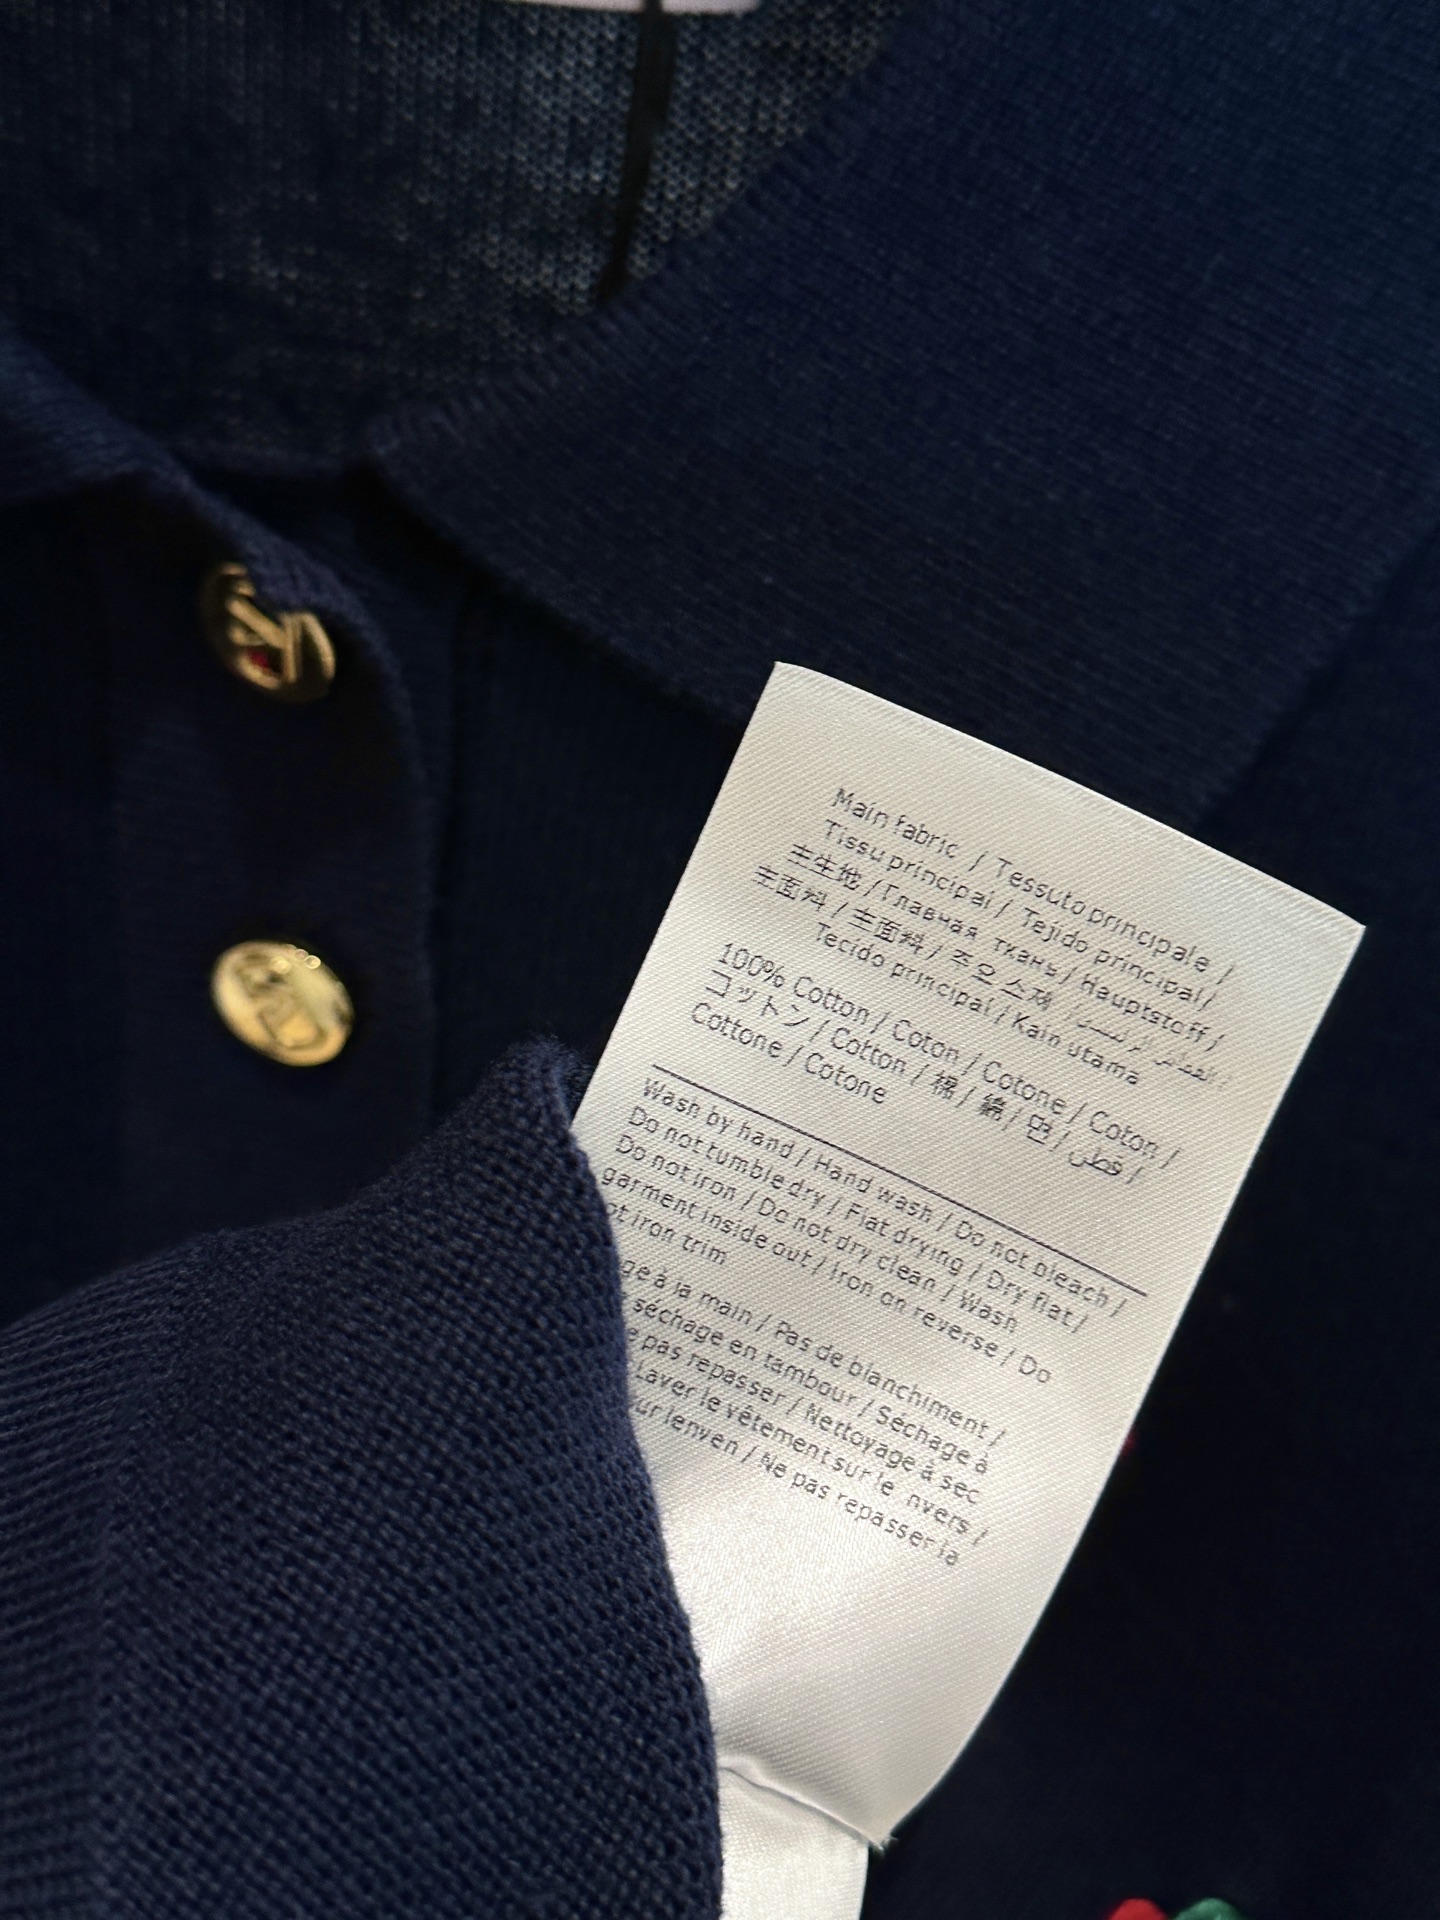 Main fabric / Tessuto principale /
Tissu principal / Tejido principal/
主生地 / Главная ткань / Hauptstoff /
主面料 / 主面料 / 주요 소재 /
Tecido principal / Kain utama
100% Cotton / Coton / Cotone / Coton /
コットン / Cotton / 棉 / 綿 / 면 / قطن /
Cottone / Cotone
Wash by hand / Hand wash / Do not bleach /
Do not tumble dry / Flat drying / Dry flat /
Do not iron / Do not dry clean / Wash
garment inside out / Iron on reverse / Do
ot iron trim
ge à la main / Pas de blanchiment /
séchage en tambour / Séchage à
e pas repasser / Nettoyage à sec
Laver le vêtement sur le nvers /
ur lenven / Ne pas repasser la